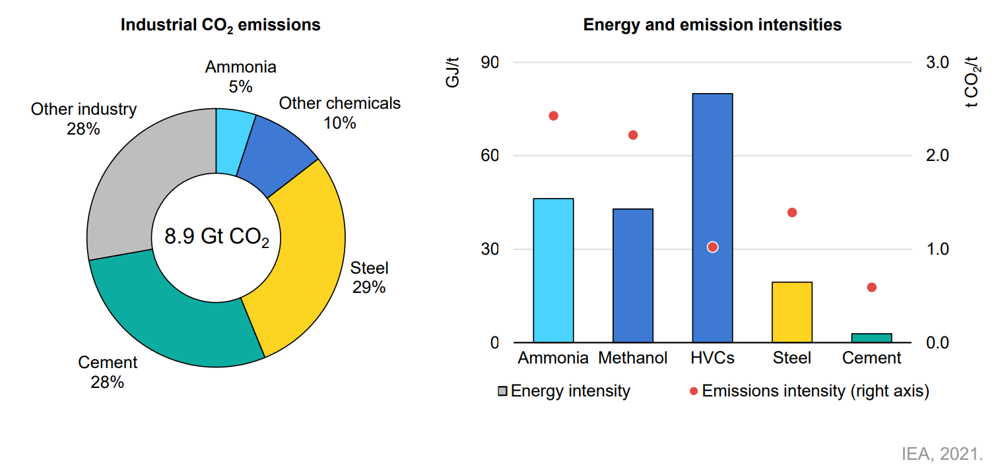 Industrial CO₂ emissions
Ammonia
5%
Other chemicals
10%
Other industry
28%
8.9 Gt CO₂
Steel
29%
Cement
28%
Energy and emission intensities
GJ/t
t CO₂/t
90
60
30
0
3.0
2.0
1.0
0.0
Ammonia Methanol HVCs Steel Cement
Energy intensity Emissions intensity (right axis)
IEA, 2021.